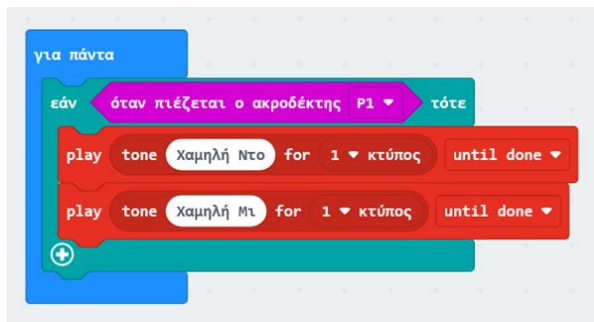 για πάντα
εάν όταν πιέζεται ο ακροδέκτης P1 τότε
play tone Χαμηλή Ντο for 1 κτύπος until done
play tone Χαμηλή Μι for 1 κτύπος until done